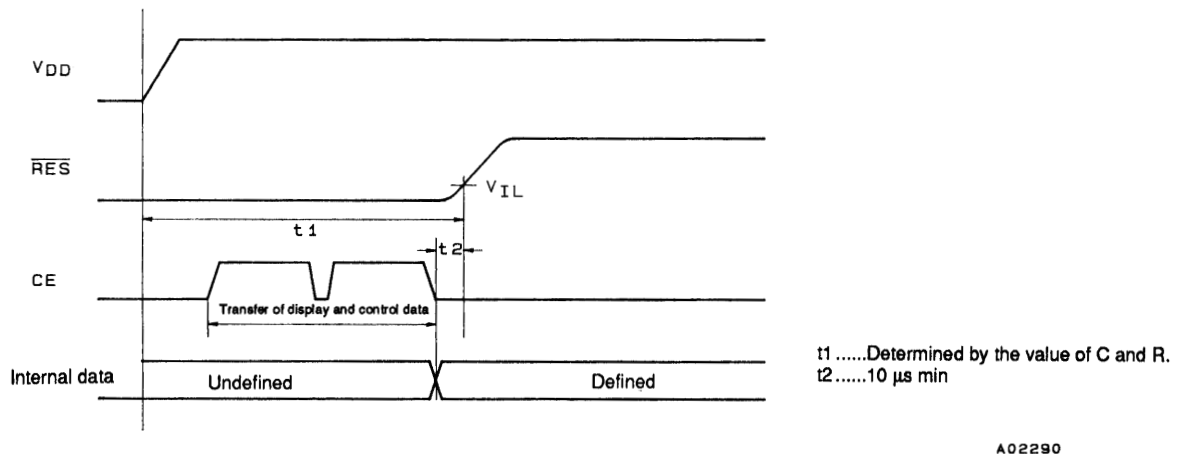 VDD
RES
VIL
t1
t2
CE
Transfer of display and control data
Internal data
Undefined
Defined
t1......Determined by the value of C and R.
t2......10 µs min
A02290